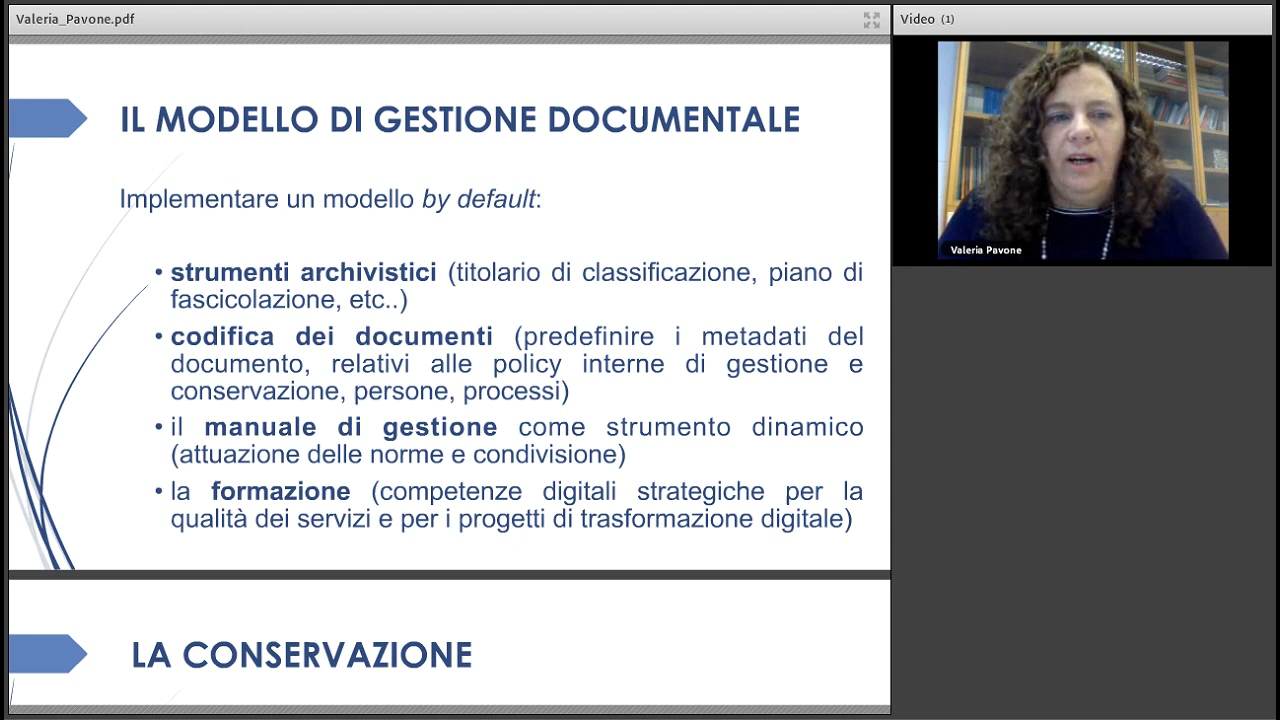 Valeria_Pavone.pdf
Video (1)
IL MODELLO DI GESTIONE DOCUMENTALE
Implementare un modello by default:
• strumenti archivistici (titolario di classificazione, piano di
fascicolazione, etc..)
• codifica dei documenti (predefinire i metadati del
documento, relativi alle policy interne di gestione e
conservazione, persone, processi)
• il manuale di gestione come strumento dinamico
(attuazione delle norme e condivisione)
• la formazione (competenze digitali strategiche per la
qualità dei servizi e per i progetti di trasformazione digitale)
LA CONSERVAZIONE
Valeria Pavone